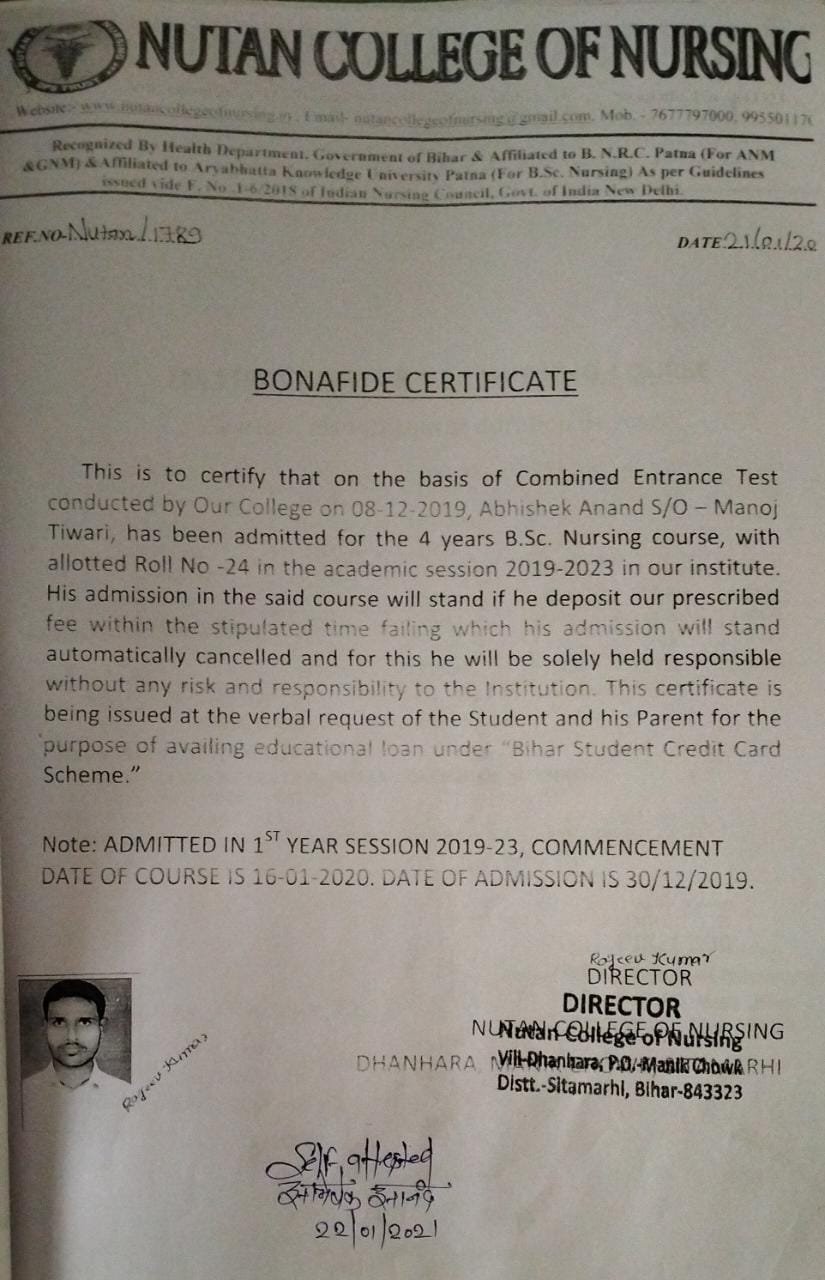 NUTAN COLLEGE OF NURSING
Website:- www.nutancollegeofnursing.in , Email- nutancollegeofnursing@gmail.com, Mob. - 7677797000,
Recognized By Health Department, Government of Bihar & Affiliated to B. N.R.C. Patna (For ANM
&GNM) & Affiliated to Aryabhatta Knowledge University Patna (For B.Sc. Nursing) As per Guidelines
issued vide F. No. 1-6/2018 of Indian Nursing Council, Govt. of India New Delhi.
REF.NO-Nutan/1789 DATE 21/01/20
BONAFIDE CERTIFICATE
This is to certify that on the basis of Combined Entrance Test
conducted by Our College on 08-12-2019, Abhishek Anand S/O – Manoj
Tiwari, has been admitted for the 4 years B.Sc. Nursing course, with
allotted Roll No -24 in the academic session 2019-2023 in our institute.
His admission in the said course will stand if he deposit our prescribed
fee within the stipulated time failing which his admission will stand
automatically cancelled and for this he will be solely held responsible
without any risk and responsibility to the Institution. This certificate is
being issued at the verbal request of the Student and his Parent for the
purpose of availing educational loan under “Bihar Student Credit Card
Scheme.”
Note: ADMITTED IN 1ST YEAR SESSION 2019-23, COMMENCEMENT
DATE OF COURSE IS 16-01-2020. DATE OF ADMISSION IS 30/12/2019.
Rajeev Kumar
DIRECTOR
DIRECTOR
NUTAN COLLEGE OF NURSING
Nutan College of Nursing
DHANHARA
Vill-Dhanhara, P.O.-Manik Chowk
Distt.-Sitamarhi, Bihar-843323
Rajeev Kumar
Self attested
अभिषेक आनंद
22/01/2021